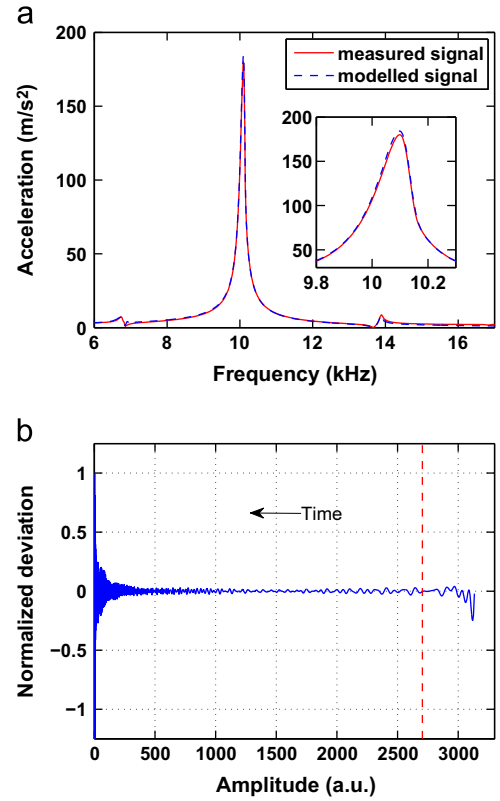 a
200
150
100
50
0
Acceleration (m/s²)
measured signal
modelled signal
200
150
100
50
9.8 10 10.2
6 8 10 12 14 16
Frequency (kHz)
b
1
0.5
0
−0.5
−1
Normalized deviation
Time
0 500 1000 1500 2000 2500 3000
Amplitude (a.u.)